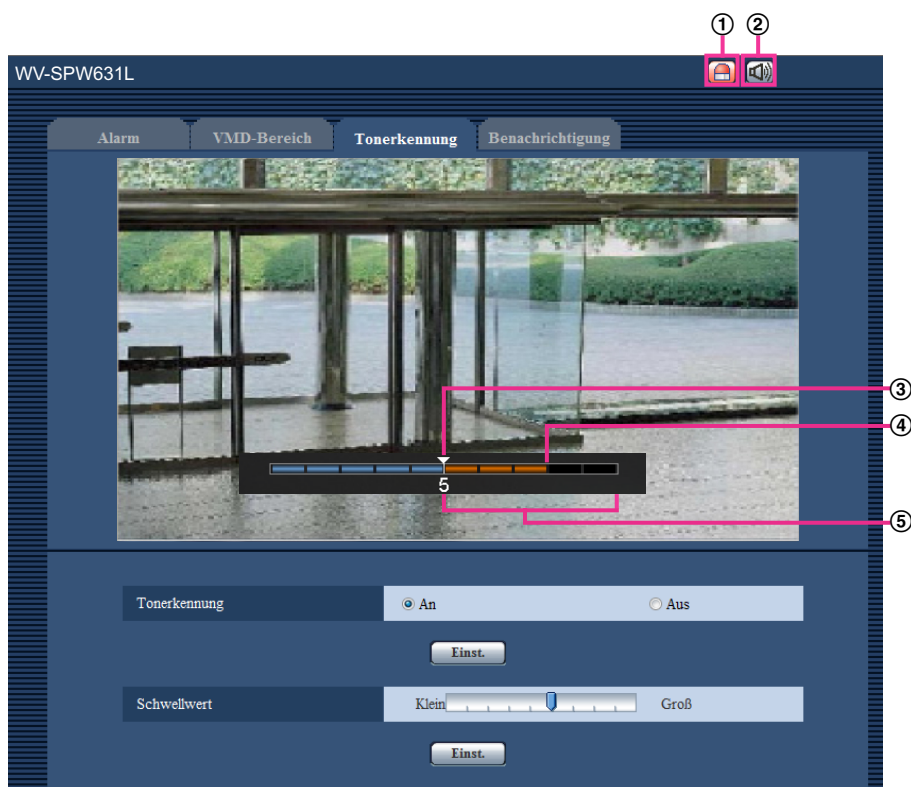 ① ②
WV-SPW631L
Alarm VMD-Bereich Tonerkennung Benachrichtigung
③
④
5
⑤
Tonerkennung An Aus
Einst.
Schwellwert Klein Groß
Einst.